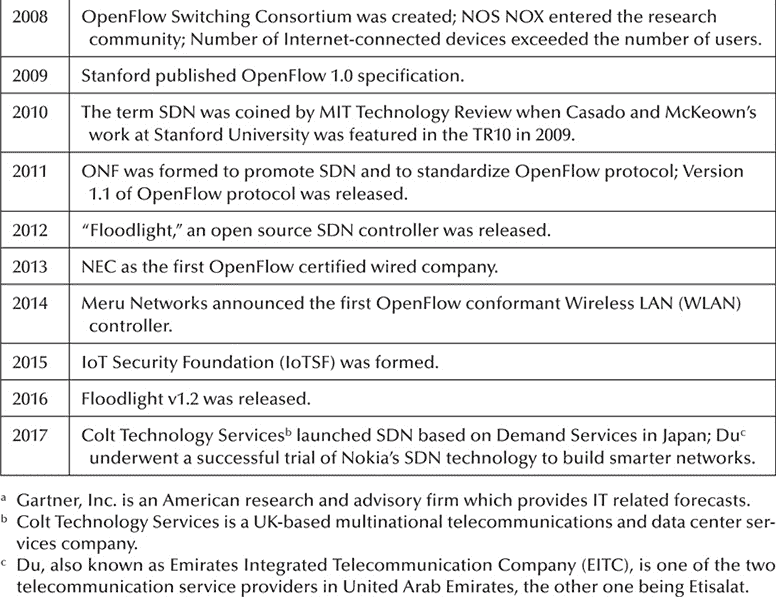 2008 OpenFlow Switching Consortium was created; NOS NOX entered the research
community; Number of Internet-connected devices exceeded the number of users.
2009 Stanford published OpenFlow 1.0 specification.
2010 The term SDN was coined by MIT Technology Review when Casado and McKeown's
work at Stanford University was featured in the TR10 in 2009.
2011 ONF was formed to promote SDN and to standardize OpenFlow protocol; Version
1.1 of OpenFlow protocol was released.
2012 “Floodlight,” an open source SDN controller was released.
2013 NEC as the first OpenFlow certified wired company.
2014 Meru Networks announced the first OpenFlow conformant Wireless LAN (WLAN)
controller.
2015 IoT Security Foundation (IoTSF) was formed.
2016 Floodlight v1.2 was released.
2017 Colt Technology Servicesᵇ launched SDN based on Demand Services in Japan; Duᶜ
underwent a successful trial of Nokia's SDN technology to build smarter networks.
ᵃ Gartner, Inc. is an American research and advisory firm which provides IT related forecasts.
ᵇ Colt Technology Services is a UK-based multinational telecommunications and data center ser-
vices company.
ᶜ Du, also known as Emirates Integrated Telecommunication Company (EITC), is one of the two
telecommunication service providers in United Arab Emirates, the other one being Etisalat.